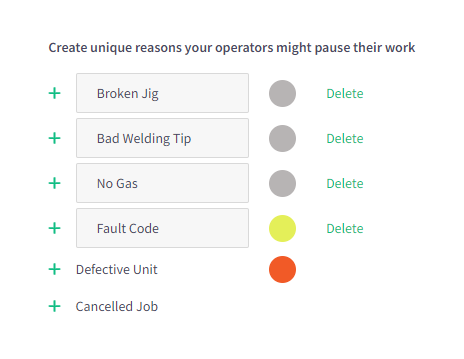 Create unique reasons your operators might pause their work
+ Broken Jig Delete
+ Bad Welding Tip Delete
+ No Gas Delete
+ Fault Code Delete
+ Defective Unit
+ Cancelled Job